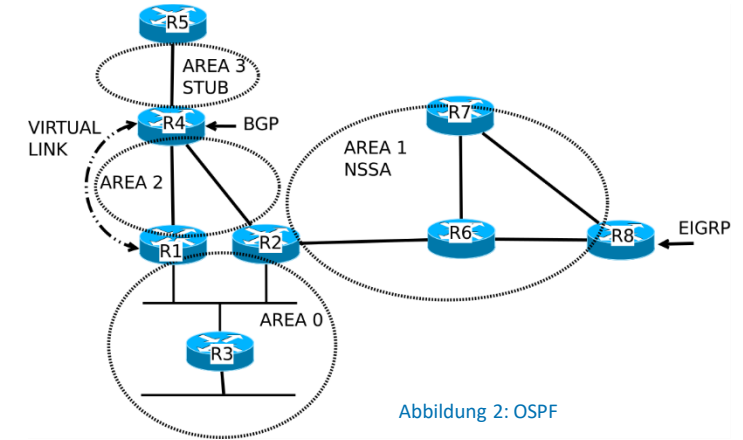 R5
AREA 3
STUB
R4
BGP
VIRTUAL
LINK
AREA 2
R1
R2
AREA 0
R3
R7
AREA 1
NSSA
R6
R8
EIGRP
Abbildung 2: OSPF